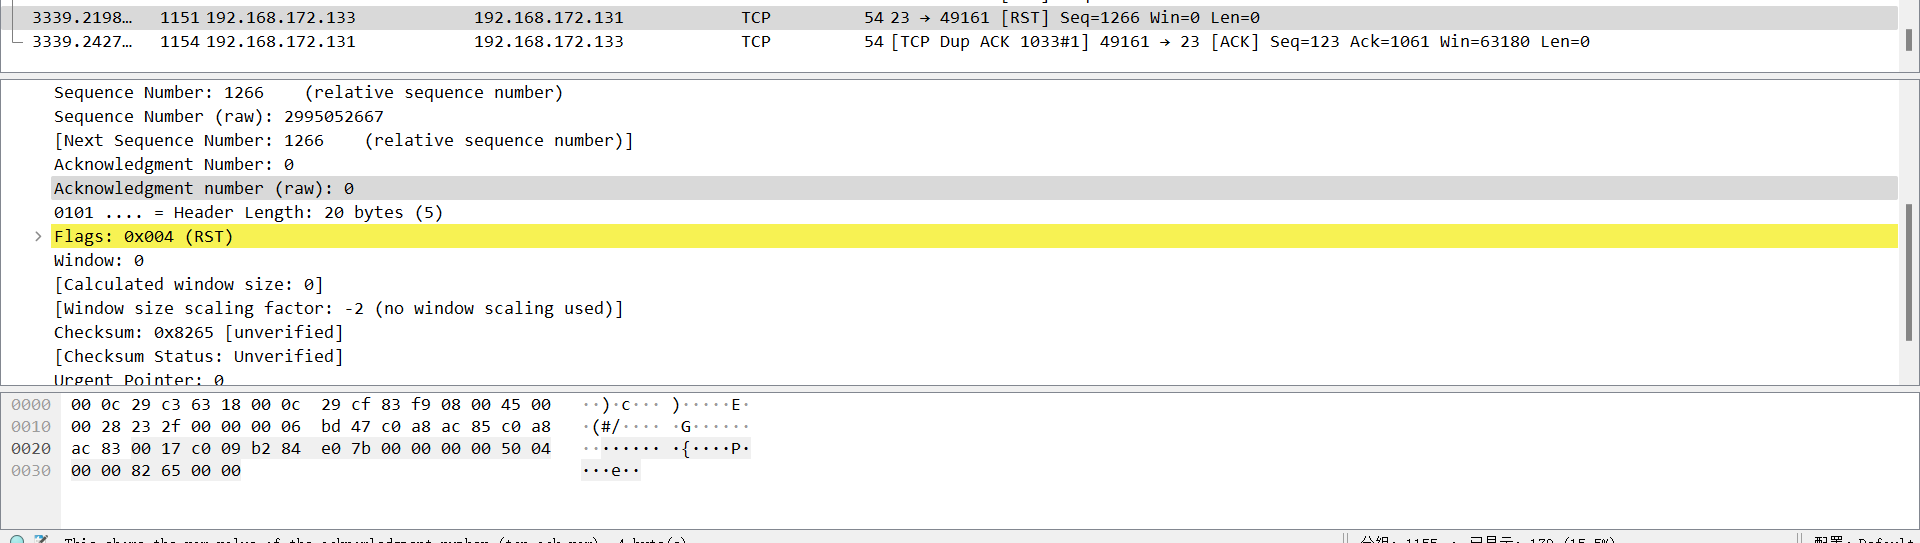 3339.2198… 1151 192.168.172.133 192.168.172.131 TCP 54 23 → 49161 [RST] Seq=1266 Win=0 Len=0
3339.2427… 1154 192.168.172.131 192.168.172.133 TCP 54 [TCP Dup ACK 1033#1] 49161 → 23 [ACK] Seq=123 Ack=1061 Win=63180 Len=0
Sequence Number: 1266    (relative sequence number)
Sequence Number (raw): 2995052667
[Next Sequence Number: 1266    (relative sequence number)]
Acknowledgment Number: 0
Acknowledgment number (raw): 0
0101 .... = Header Length: 20 bytes (5)
Flags: 0x004 (RST)
Window: 0
[Calculated window size: 0]
[Window size scaling factor: -2 (no window scaling used)]
Checksum: 0x8265 [unverified]
[Checksum Status: Unverified]
Urgent Pointer: 0
0000 00 0c 29 c3 63 18 00 0c 29 cf 83 f9 08 00 45 00 ··)·c··· )·····E·
0010 00 28 23 2f 00 00 00 06 bd 47 c0 a8 ac 85 c0 a8 ·(#/···· ·G······
0020 ac 83 00 17 c0 09 b2 84 e0 7b 00 00 00 00 50 04 ········ ·{····P·
0030 00 00 82 65 00 00 ···e··